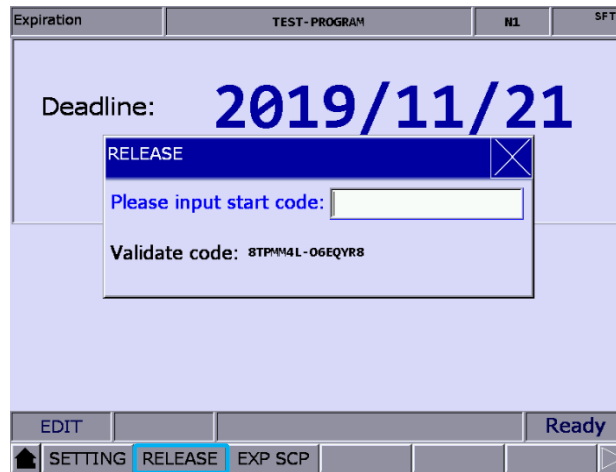 Expiration TEST-PROGRAM N1 SFT
Deadline: 2019/11/21
RELEASE
Please input start code:
Validate code: 8TPMM4L-O6EQYR8
EDIT Ready
SETTING RELEASE EXP SCP